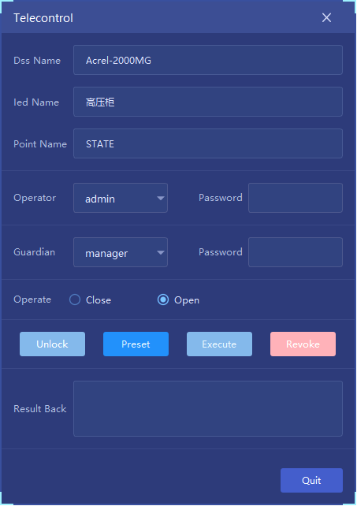 Telecontrol
Dss Name Acrel-2000MG
Ied Name 高压柜
Point Name STATE
Operator admin Password
Guardian manager Password
Operate Close Open
Unlock Preset Execute Revoke
Result Back
Quit